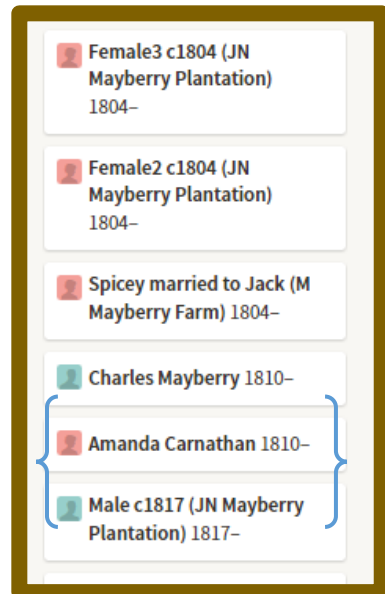 Female3 c1804 (JN
Mayberry Plantation)
1804–
Female2 c1804 (JN
Mayberry Plantation)
1804–
Spicey married to Jack (M
Mayberry Farm) 1804–
Charles Mayberry 1810–
Amanda Carnathan 1810–
Male c1817 (JN Mayberry
Plantation) 1817–